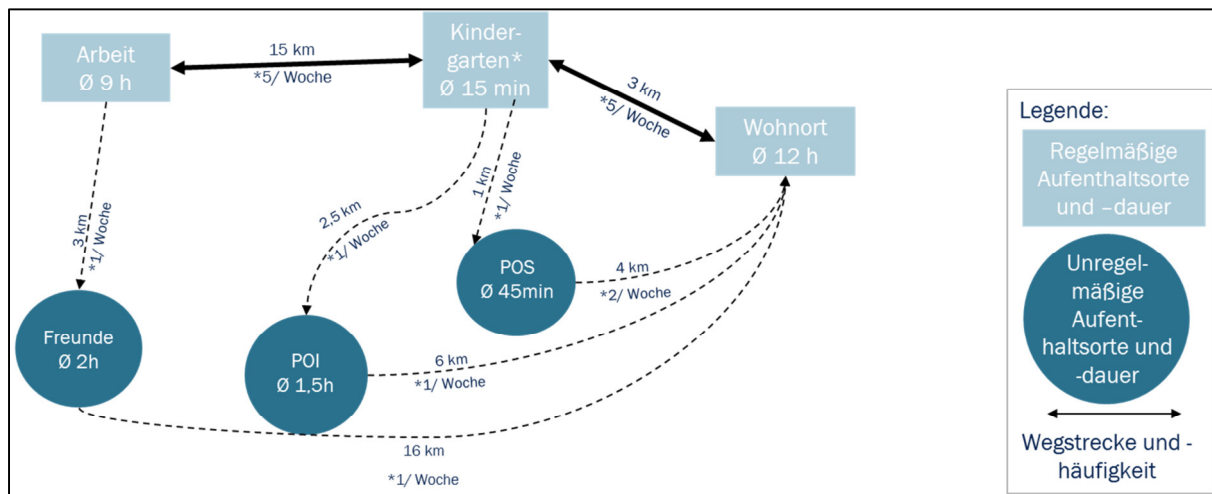 Arbeit
Ø 9 h
15 km
*5/ Woche
Kinder-
garten*
Ø 15 min
3 km
*5/ Woche
Wohnort
Ø 12 h
3 km
*1/ Woche
2,5 km
*1/ Woche
1 km
*1/ Woche
Freunde
Ø 2h
POI
Ø 1,5h
POS
Ø 45min
4 km
*2/ Woche
6 km
*1/ Woche
16 km
*1/ Woche
Legende:
Regelmäßige
Aufenthaltsorte
und –dauer
Unregel-
mäßige
Aufent-
haltsorte und
-dauer
Wegstrecke und -
häufigkeit